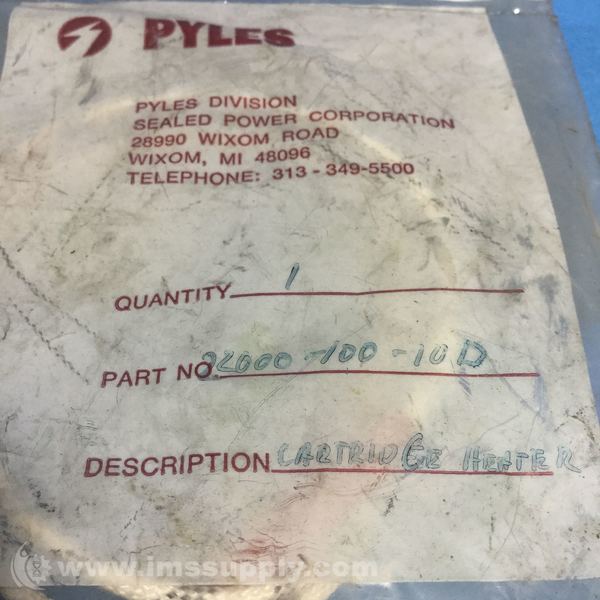 PYLES
PYLES DIVISION
SEALED POWER CORPORATION
28990 WIXOM ROAD
WIXOM, MI 48096
TELEPHONE: 313-349-5500
QUANTITY 1
PART NO 22000-100-10D
DESCRIPTION CARTRIDGE HEATER
www.imssupply.com